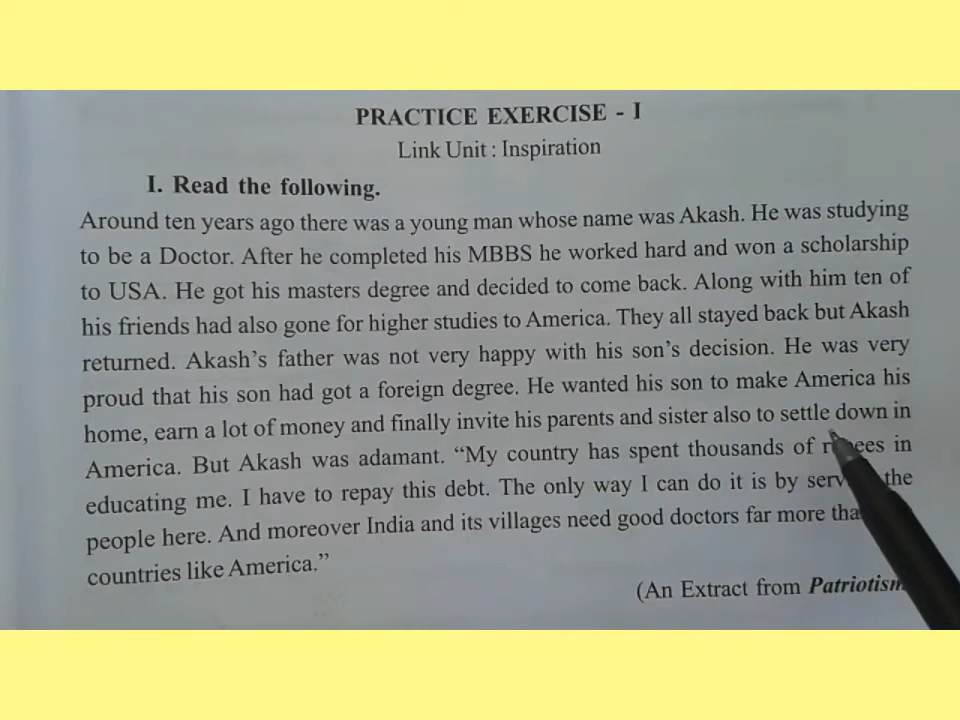 PRACTICE EXERCISE - I
Link Unit : Inspiration
I. Read the following.
Around ten years ago there was a young man whose name was Akash. He was studying
to be a Doctor. After he completed his MBBS he worked hard and won a scholarship
to USA. He got his masters degree and decided to come back. Along with him ten of
his friends had also gone for higher studies to America. They all stayed back but Akash
returned. Akash's father was not very happy with his son's decision. He was very
proud that his son had got a foreign degree. He wanted his son to make America his
home, earn a lot of money and finally invite his parents and sister also to settle down in
America. But Akash was adamant. “My country has spent thousands of in
educating me. I have to repay this debt. The only way I can do it is by the
people here. And moreover India and its villages need good doctors far more
countries like America.”
(An Extract from Patriotism